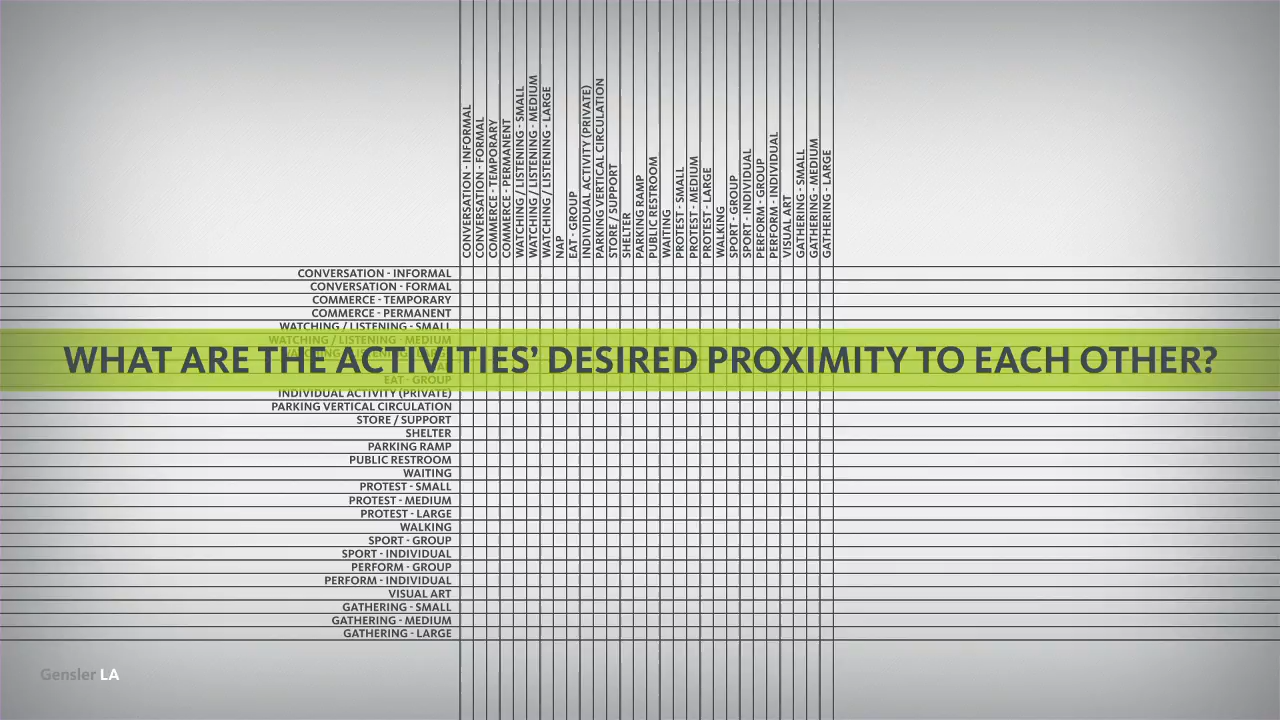 CONVERSATION - INFORMAL
CONVERSATION - FORMAL
COMMERCE - TEMPORARY
COMMERCE - PERMANENT
WATCHING / LISTENING - SMALL
WATCHING / LISTENING - MEDIUM
WATCHING / LISTENING - LARGE
NAP
EAT - GROUP
INDIVIDUAL ACTIVITY (PRIVATE)
PARKING VERTICAL CIRCULATION
STORE / SUPPORT
SHELTER
PARKING RAMP
PUBLIC RESTROOM
WAITING
PROTEST - SMALL
PROTEST - MEDIUM
PROTEST - LARGE
WALKING
SPORT - GROUP
SPORT - INDIVIDUAL
PERFORM - GROUP
PERFORM - INDIVIDUAL
VISUAL ART
GATHERING - SMALL
GATHERING - MEDIUM
GATHERING - LARGE
CONVERSATION - INFORMAL
CONVERSATION - FORMAL
COMMERCE - TEMPORARY
COMMERCE - PERMANENT
WATCHING / LISTENING - SMALL
WATCHING / LISTENING - MEDIUM
WHAT ARE THE ACTIVITIES’ DESIRED PROXIMITY TO EACH OTHER?
EAT - GROUP
INDIVIDUAL ACTIVITY (PRIVATE)
PARKING VERTICAL CIRCULATION
STORE / SUPPORT
SHELTER
PARKING RAMP
PUBLIC RESTROOM
WAITING
PROTEST - SMALL
PROTEST - MEDIUM
PROTEST - LARGE
WALKING
SPORT - GROUP
SPORT - INDIVIDUAL
PERFORM - GROUP
PERFORM - INDIVIDUAL
VISUAL ART
GATHERING - SMALL
GATHERING - MEDIUM
GATHERING - LARGE
Gensler LA